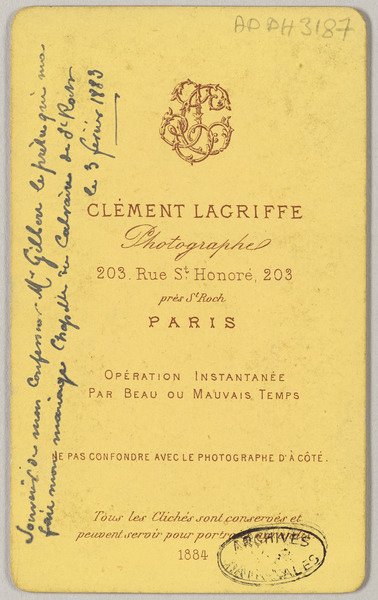 AD PH 3187
CLÉMENT LAGRIFFE
Photographe
203. Rue St. Honoré, 203
près St Roch
PARIS
OPÉRATION INSTANTANÉE
PAR BEAU OU MAUVAIS TEMPS
NE PAS CONFONDRE AVEC LE PHOTOGRAPHE D'À CÔTÉ.
Tous les Clichés sont conservés et
peuvent servir pour portraits
1884
ARCHIVES
NATIONALES
Souvenir de mon confesseur Mr Gilbert le prêtre qui m'a
fait mon mariage Chapelle du Calvaire de St Roch
le 3 février 1883